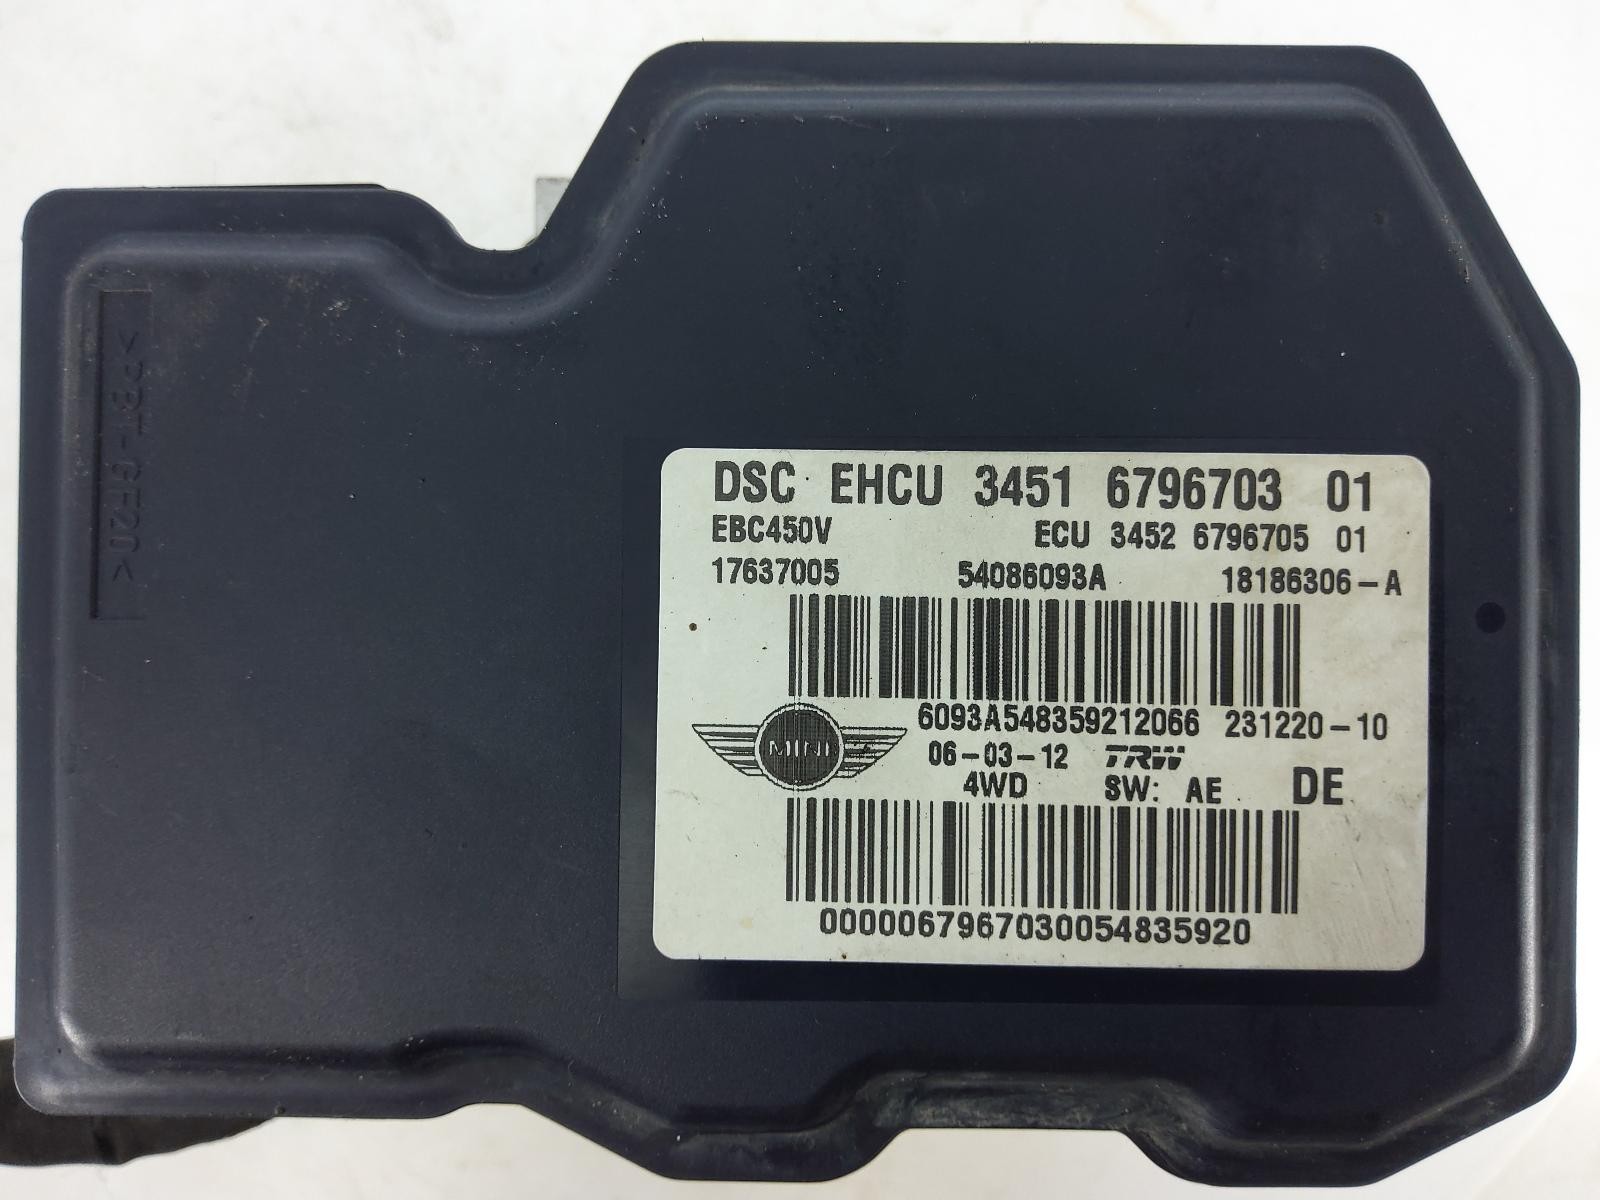 >PBT-GF20<
DSC EHCU 3451 6796703 01
EBC450V ECU 3452 6796705 01
17637005 54086093A 18186306-A
6093A548359212066 231220-10
MINI
06-03-12 TRW
4WD SW: AE DE
0000067967030054835920